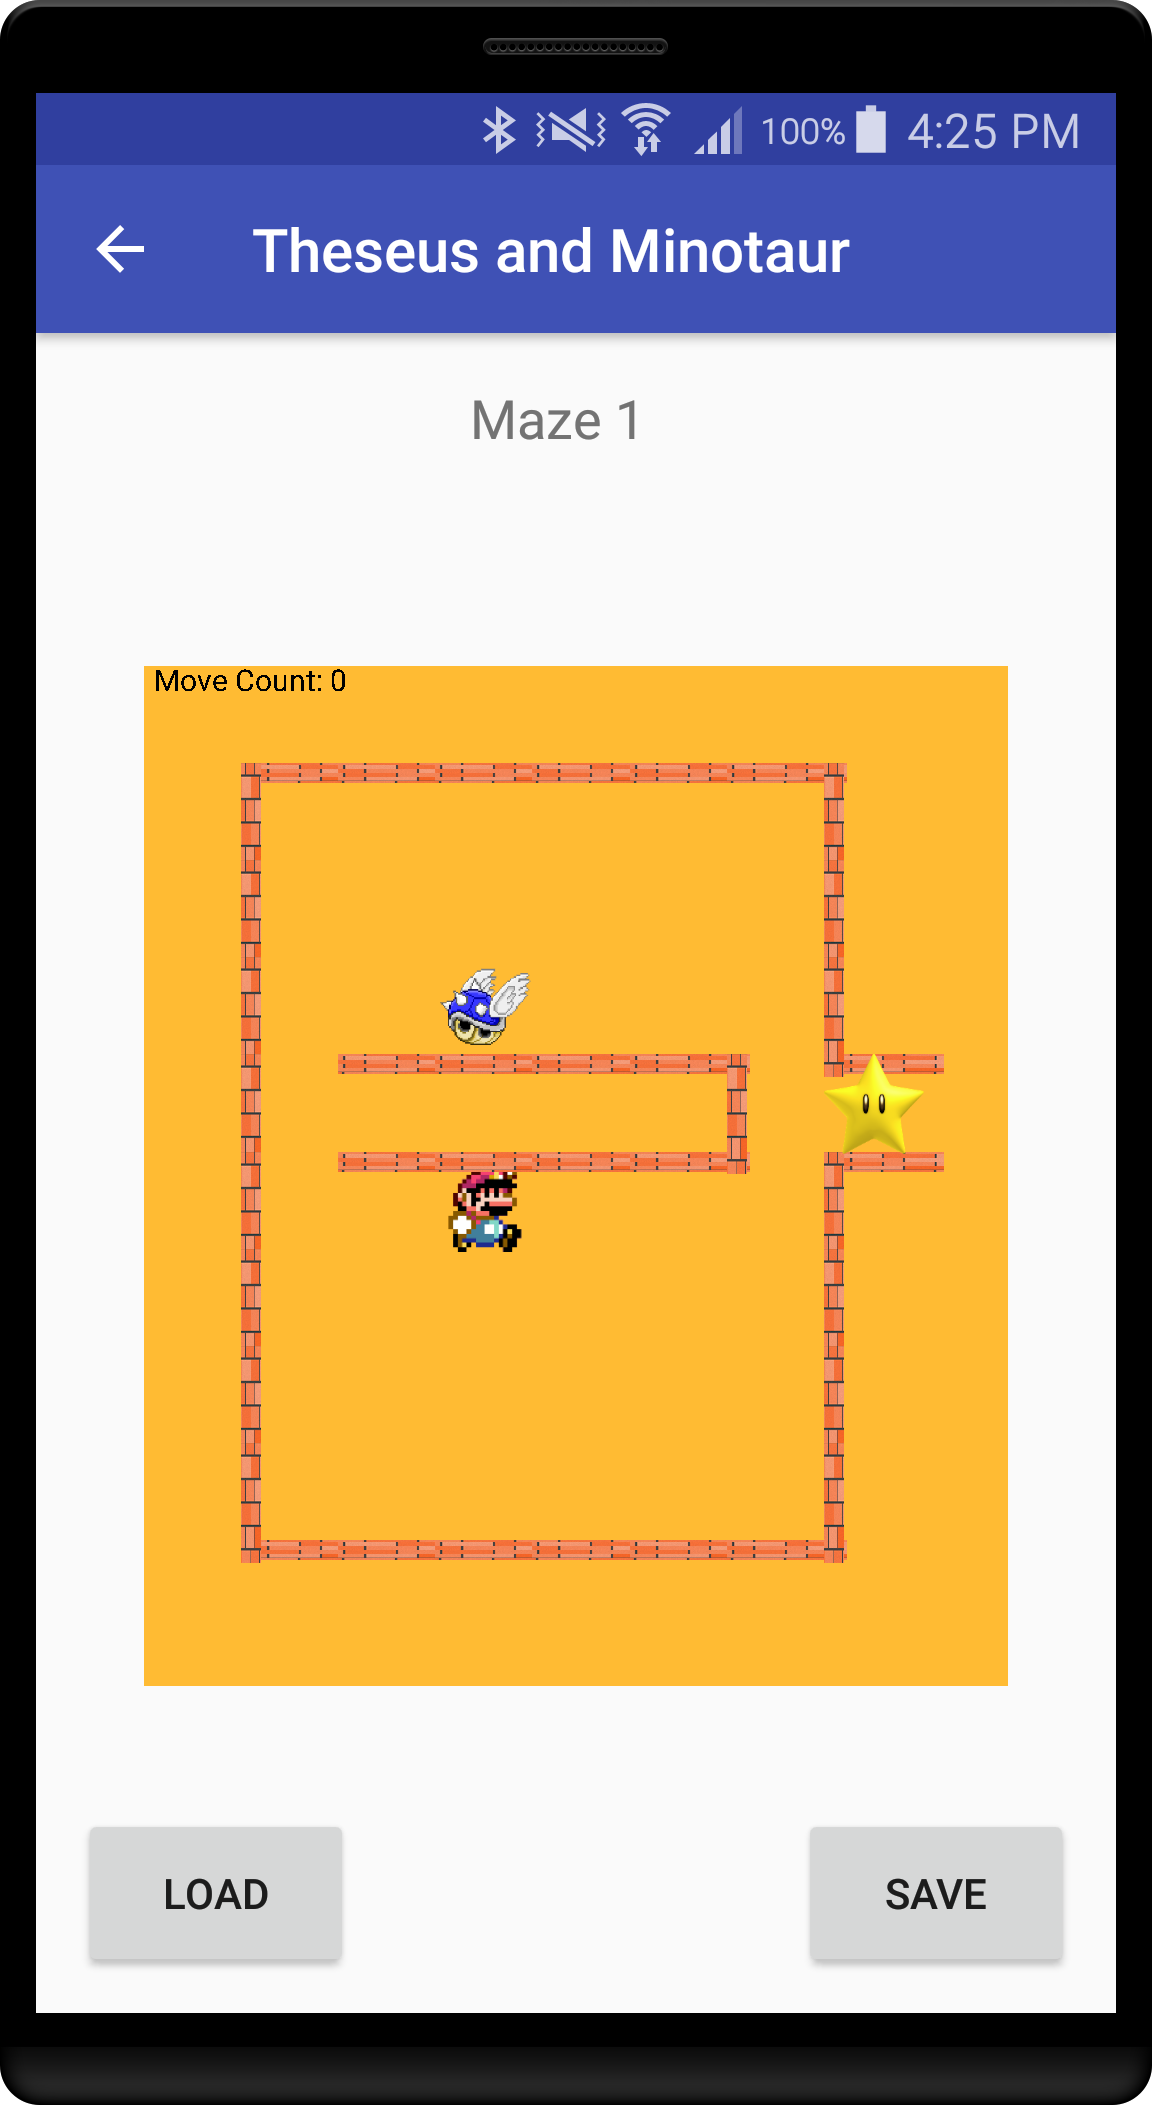 100% 4:25 PM
Theseus and Minotaur
Maze 1
Move Count: 0
LOAD SAVE